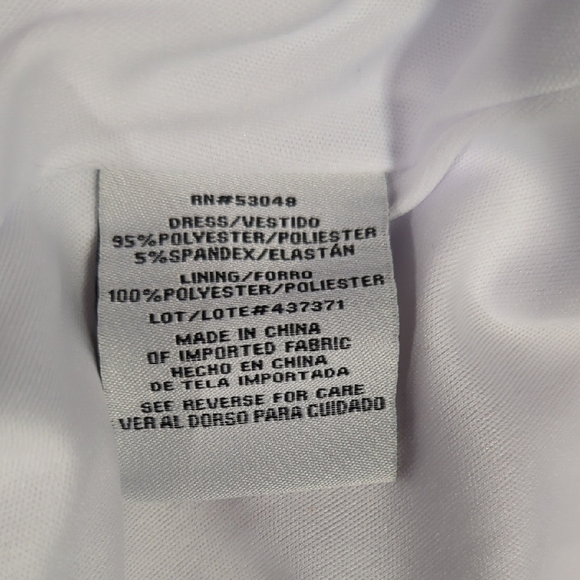 RN#53048
DRESS/VESTIDO
95%POLYESTER/POLIESTER
5%SPANDEX/ELASTÁN
LINING/FORRO
100%POLYESTER/POLIESTER
LOT/LOTE#437371
MADE IN CHINA
OF IMPORTED FABRIC
HECHO EN CHINA
DE TELA IMPORTADA
SEE REVERSE FOR CARE
VER AL DORSO PARA CUIDADO